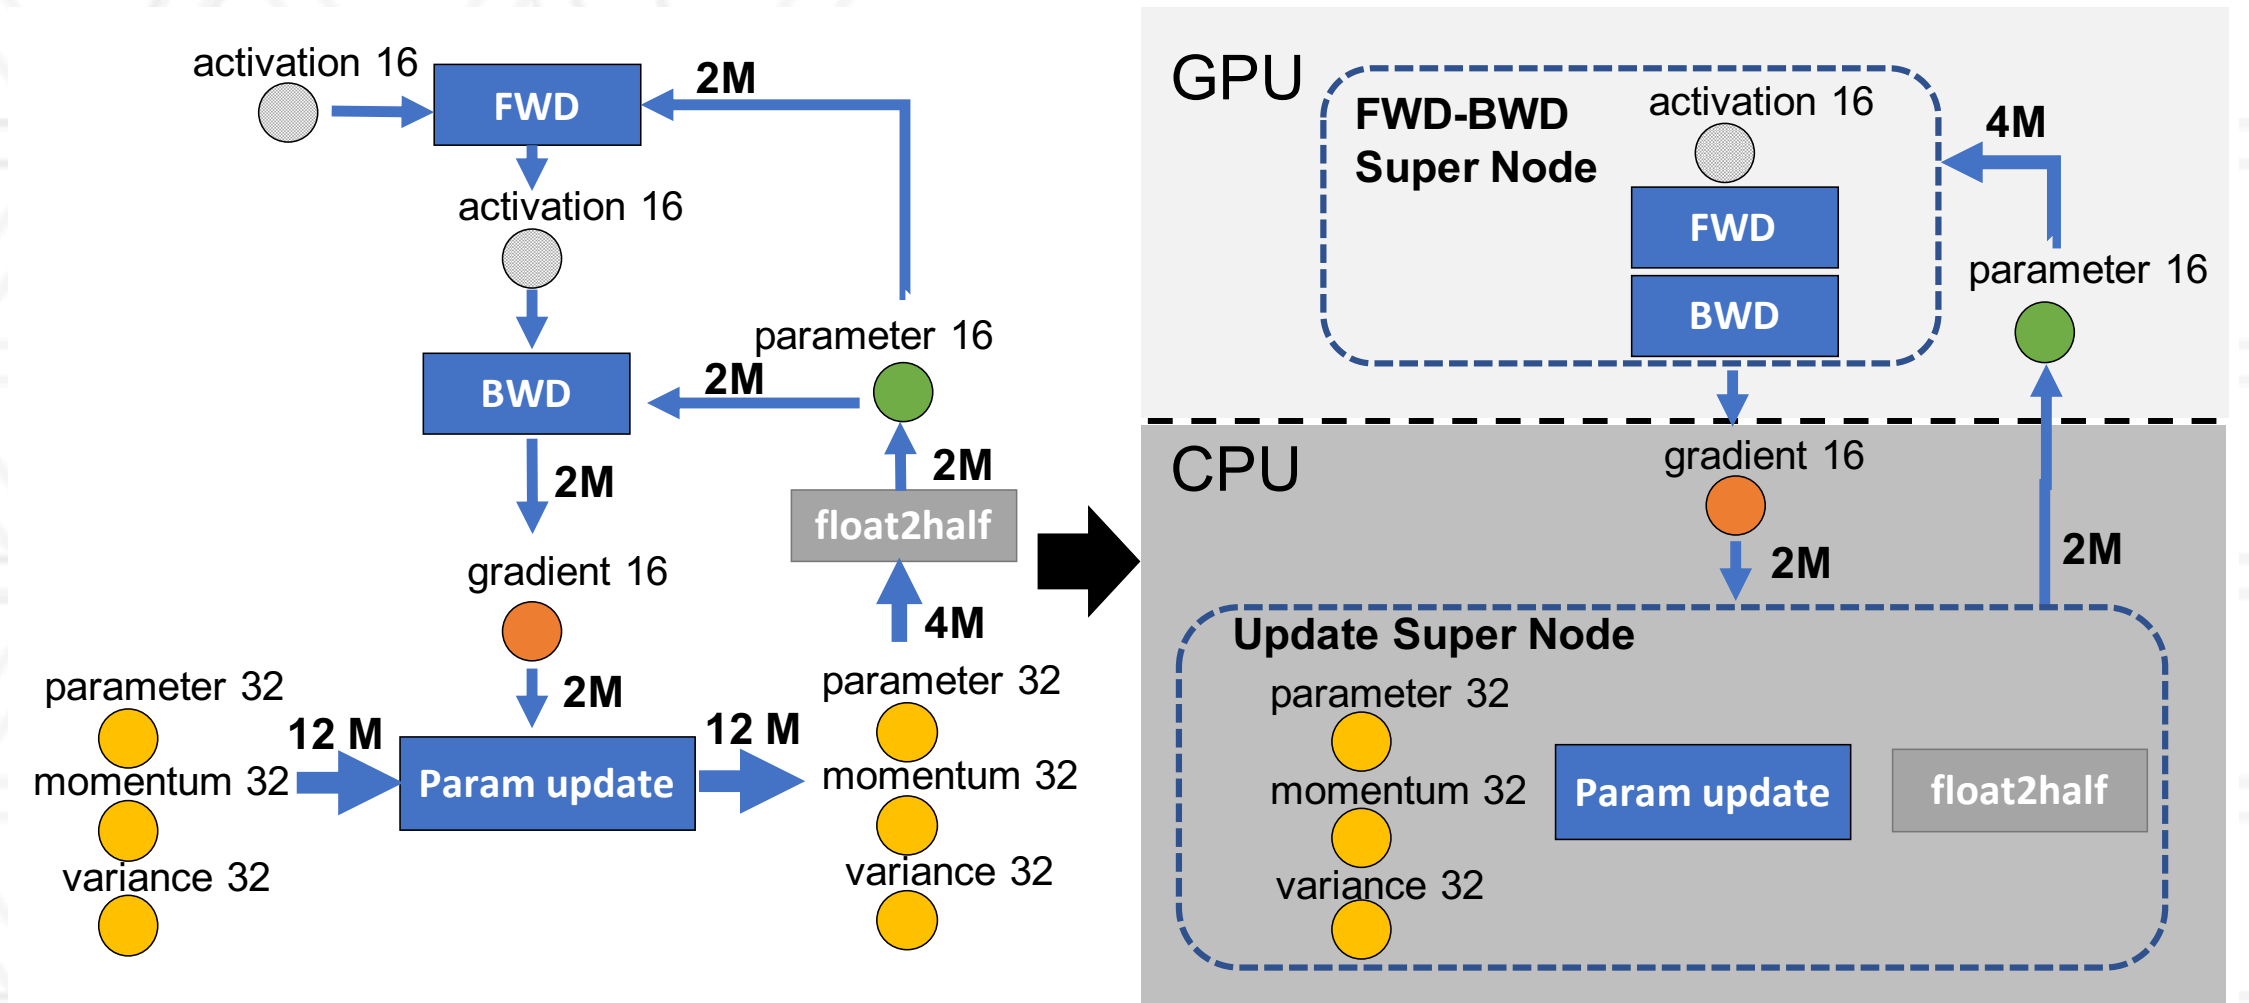 activation 16
FWD
2M
activation 16
parameter 16
2M
BWD
2M
2M
float2half
gradient 16
4M
2M
parameter 32
momentum 32
variance 32
12 M
Param update
12 M
parameter 32
momentum 32
variance 32
GPU
FWD-BWD
Super Node
activation 16
FWD
BWD
4M
parameter 16
CPU
gradient 16
2M
2M
Update Super Node
parameter 32
momentum 32
variance 32
Param update
float2half